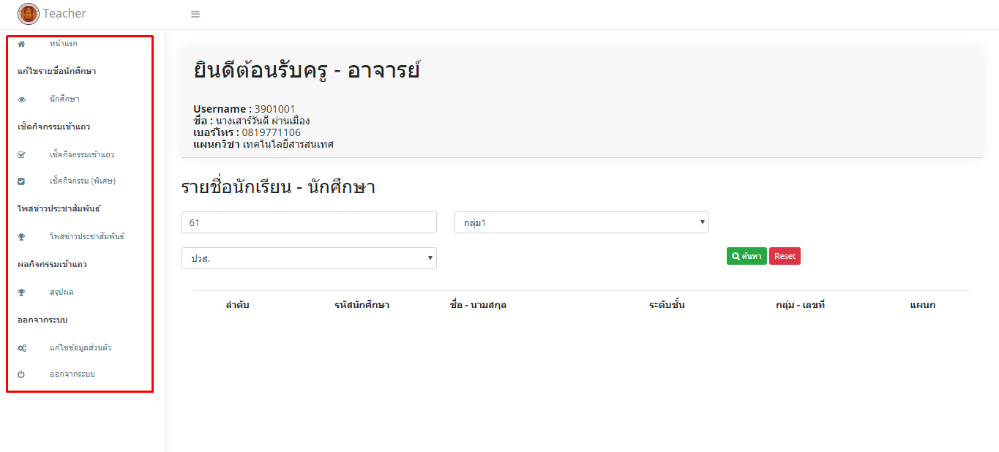 Teacher
หน้าแรก
แก้ไขรายชื่อนักศึกษา
นักศึกษา
เช็คกิจกรรมเข้าแถว
เช็คกิจกรรมเข้าแถว
เช็คกิจกรรม (พิเศษ)
โพสข่าวประชาสัมพันธ์
โพสข่าวประชาสัมพันธ์
ผลกิจกรรมเข้าแถว
สรุปผล
ออกจากระบบ
แก้ไขข้อมูลส่วนตัว
ออกจากระบบ
ยินดีต้อนรับครู - อาจารย์
Username : 3901001
ชื่อ : นางเสาร์วันดี ผ่านเมือง
เบอร์โทร : 0819771106
แผนกวิชา เทคโนโลยีสารสนเทศ
รายชื่อนักเรียน - นักศึกษา
61 กลุ่ม1
ปวส. ค้นหา Reset
ลำดับ รหัสนักศึกษา ชื่อ - นามสกุล ระดับชั้น กลุ่ม - เลขที่ แผนก